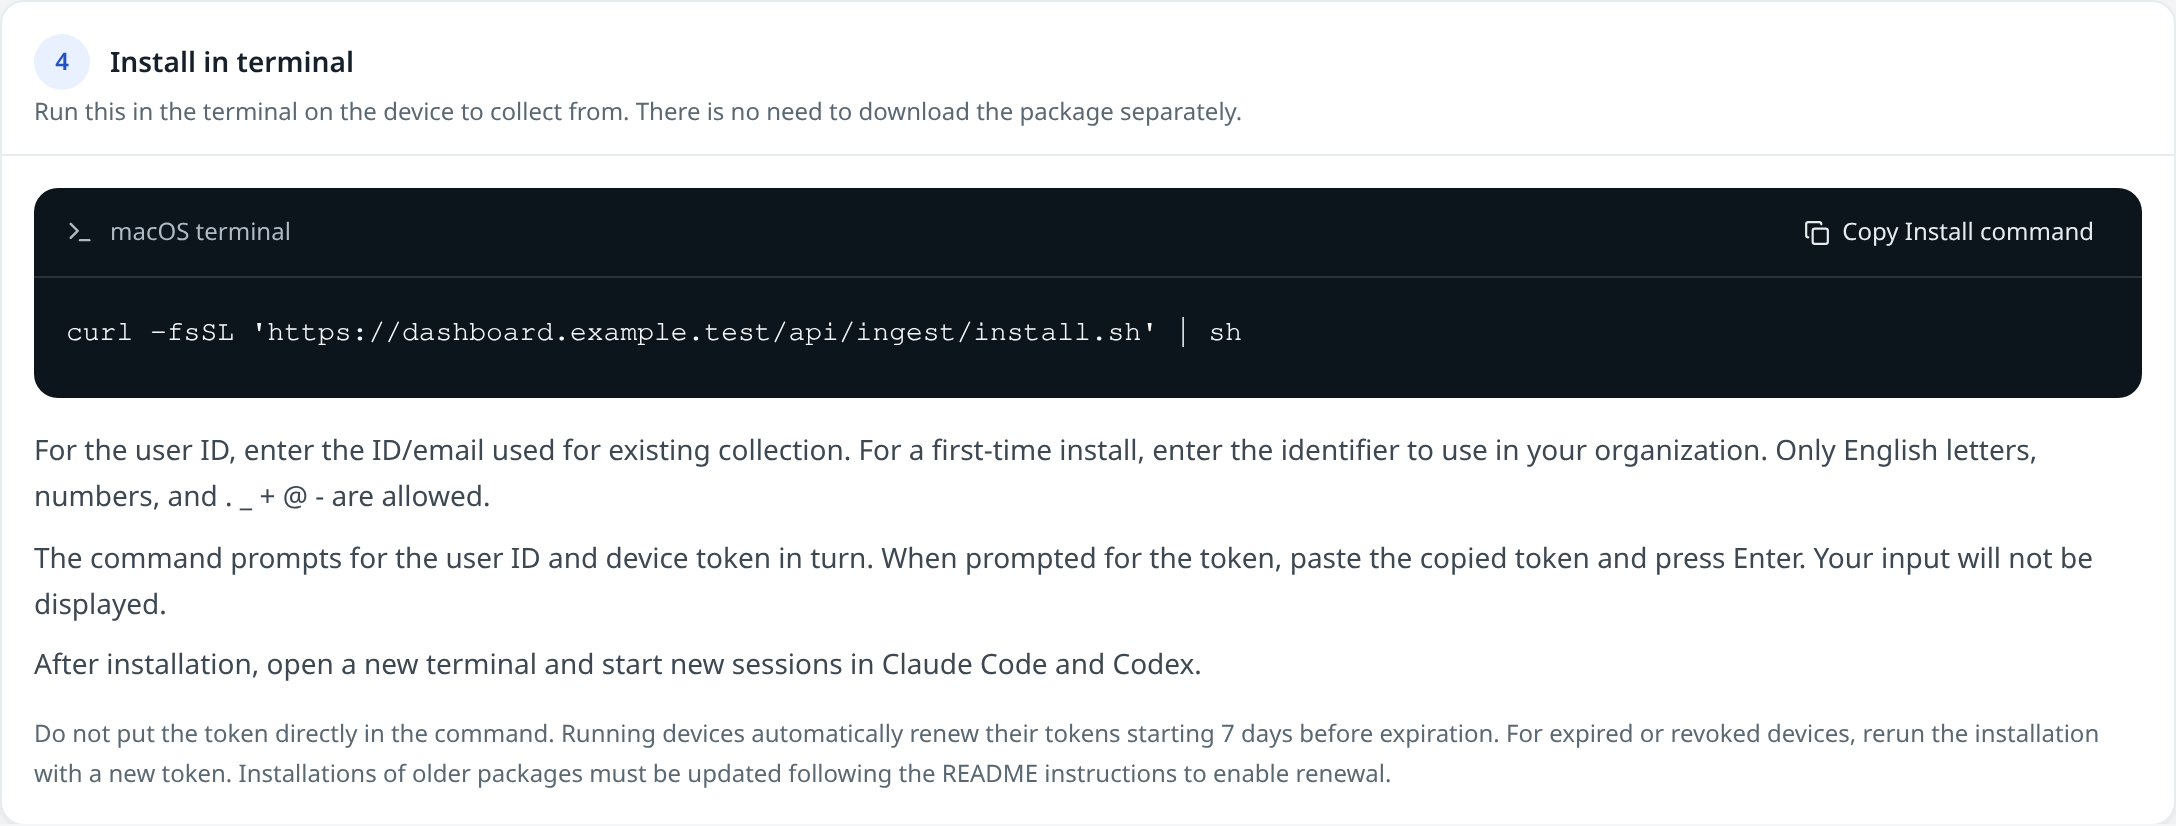 4 Install in terminal
Run this in the terminal on the device to collect from. There is no need to download the package separately.
macOS terminal
Copy Install command
curl -fsSL 'https://dashboard.example.test/api/ingest/install.sh' | sh
For the user ID, enter the ID/email used for existing collection. For a first-time install, enter the identifier to use in your organization. Only English letters,
numbers, and . _ + @ - are allowed.
The command prompts for the user ID and device token in turn. When prompted for the token, paste the copied token and press Enter. Your input will not be
displayed.
After installation, open a new terminal and start new sessions in Claude Code and Codex.
Do not put the token directly in the command. Running devices automatically renew their tokens starting 7 days before expiration. For expired or revoked devices, rerun the installation
with a new token. Installations of older packages must be updated following the README instructions to enable renewal.